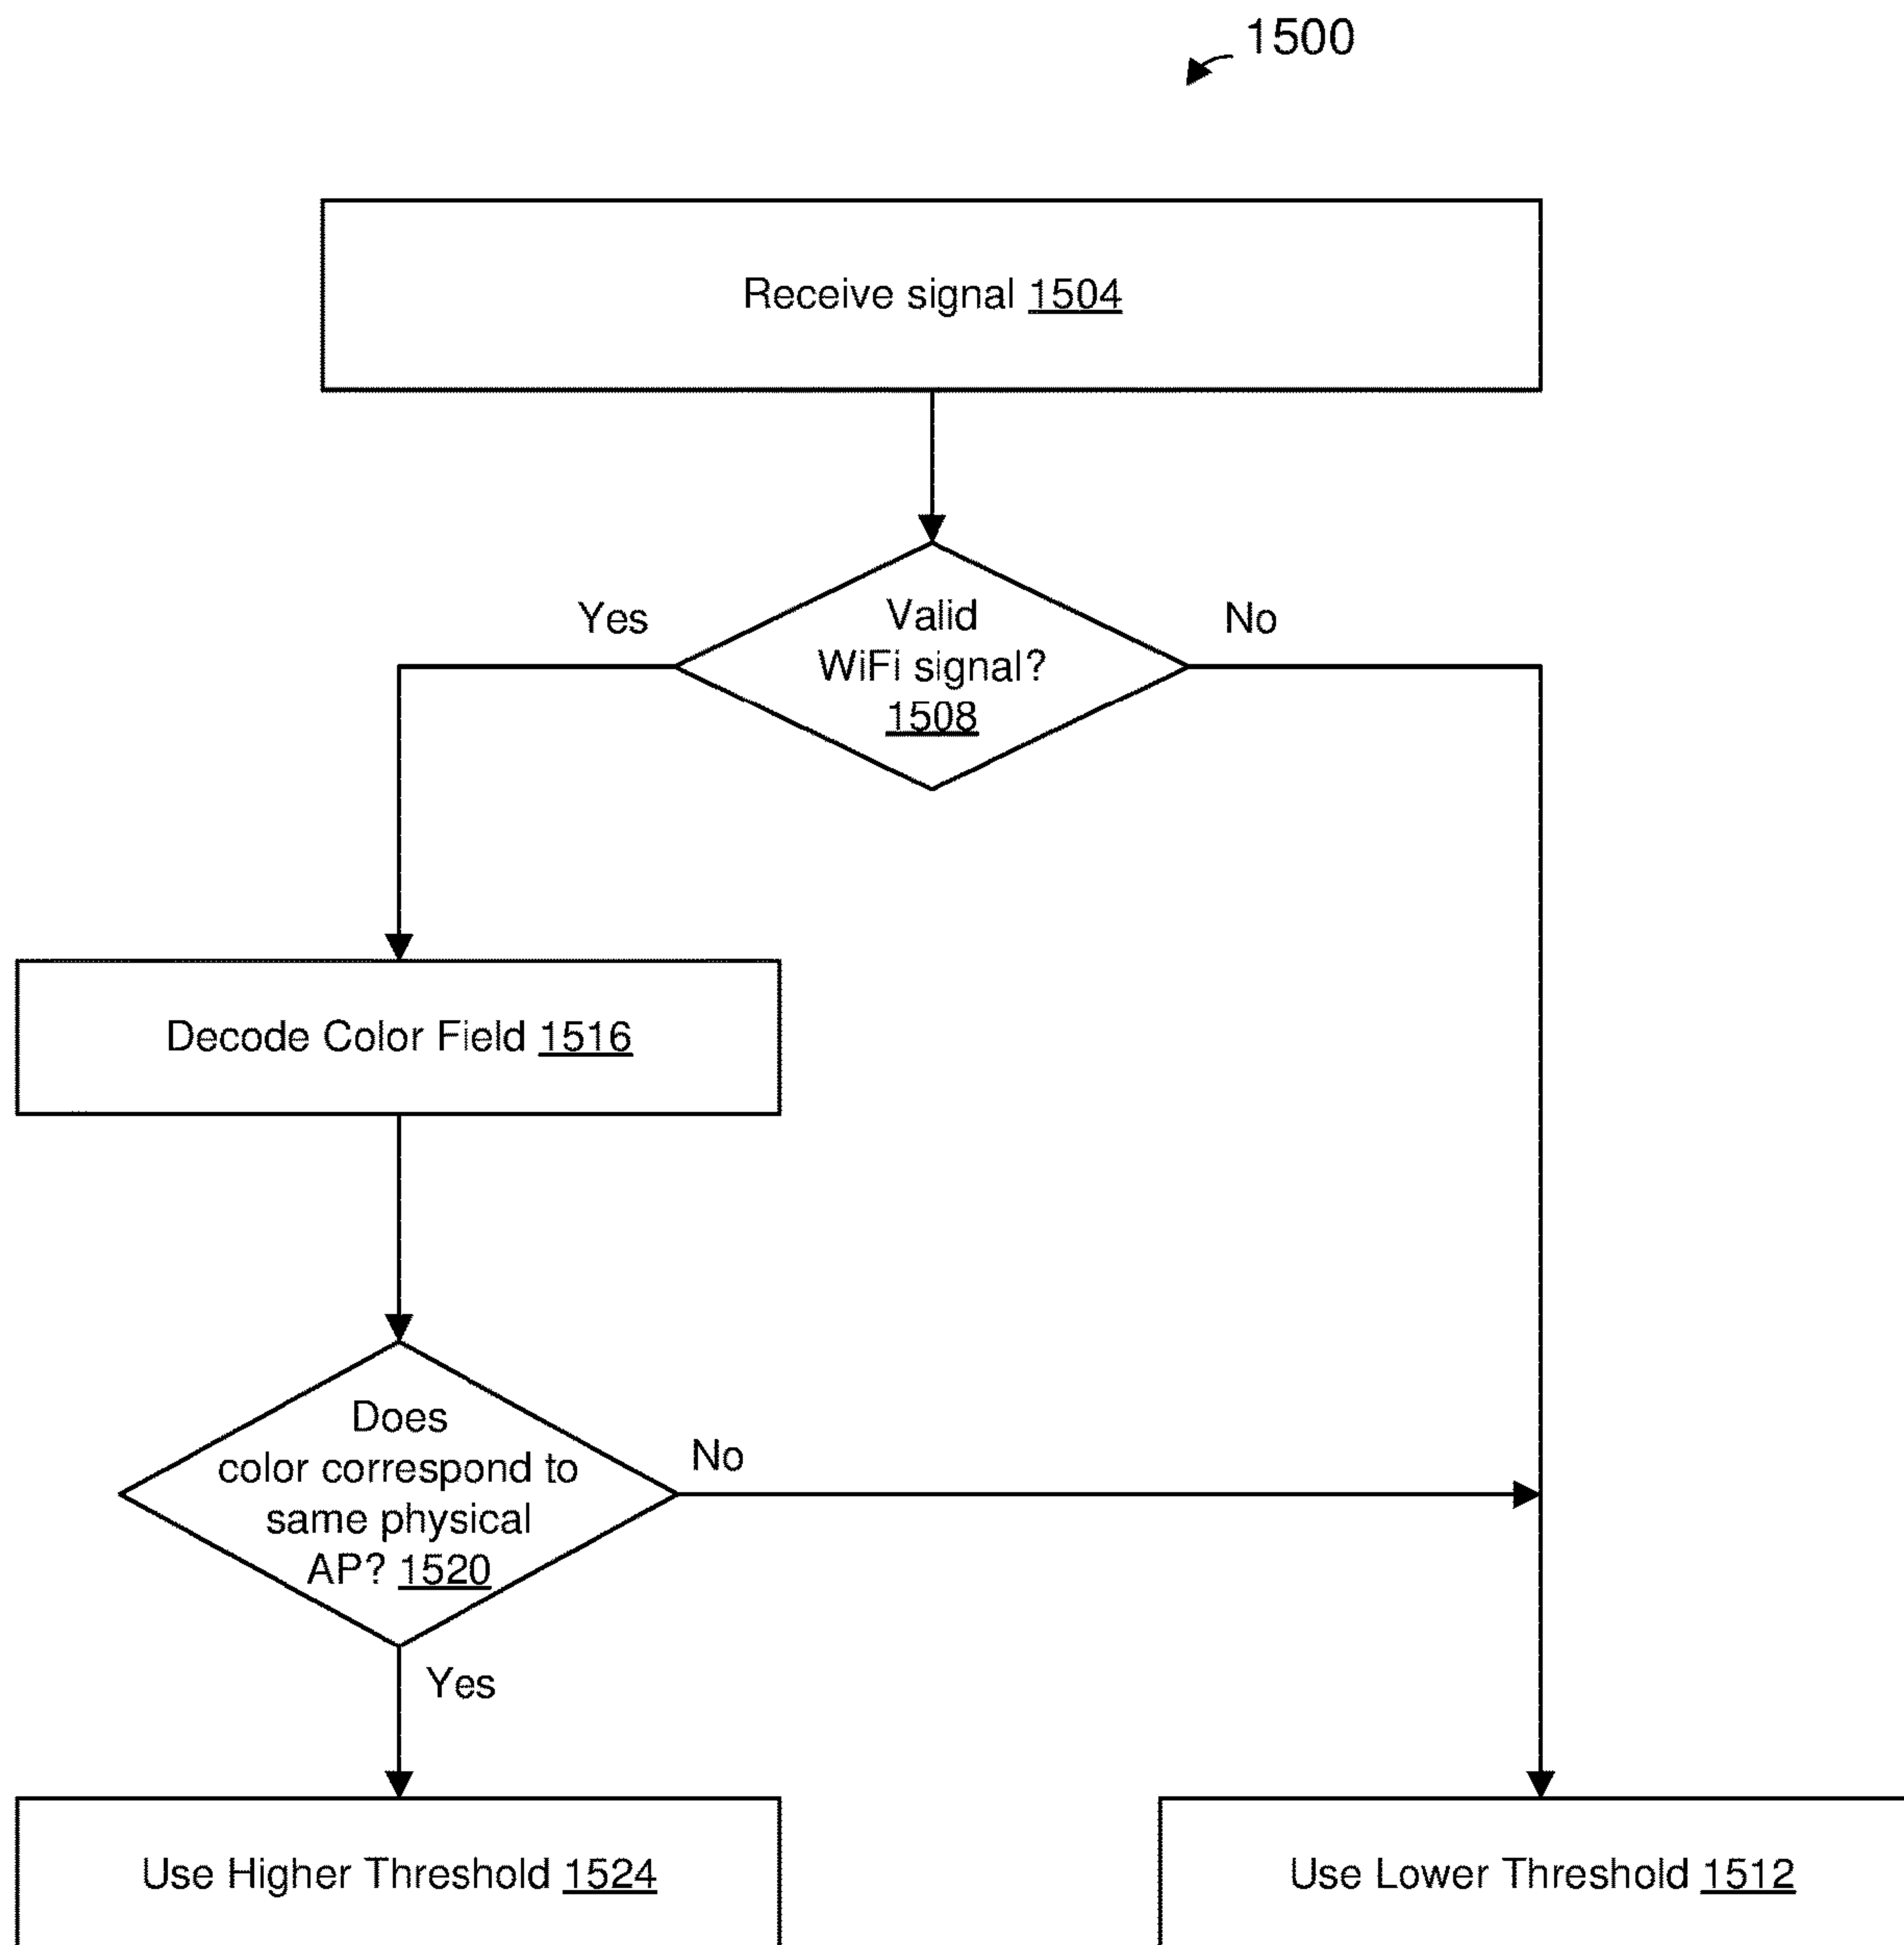 1500
Receive signal 1504
Yes
Valid
WiFi signal?
1508
No
Decode Color Field 1516
Does
color correspond to
same physical
AP? 1520
No
Yes
Use Higher Threshold 1524
Use Lower Threshold 1512